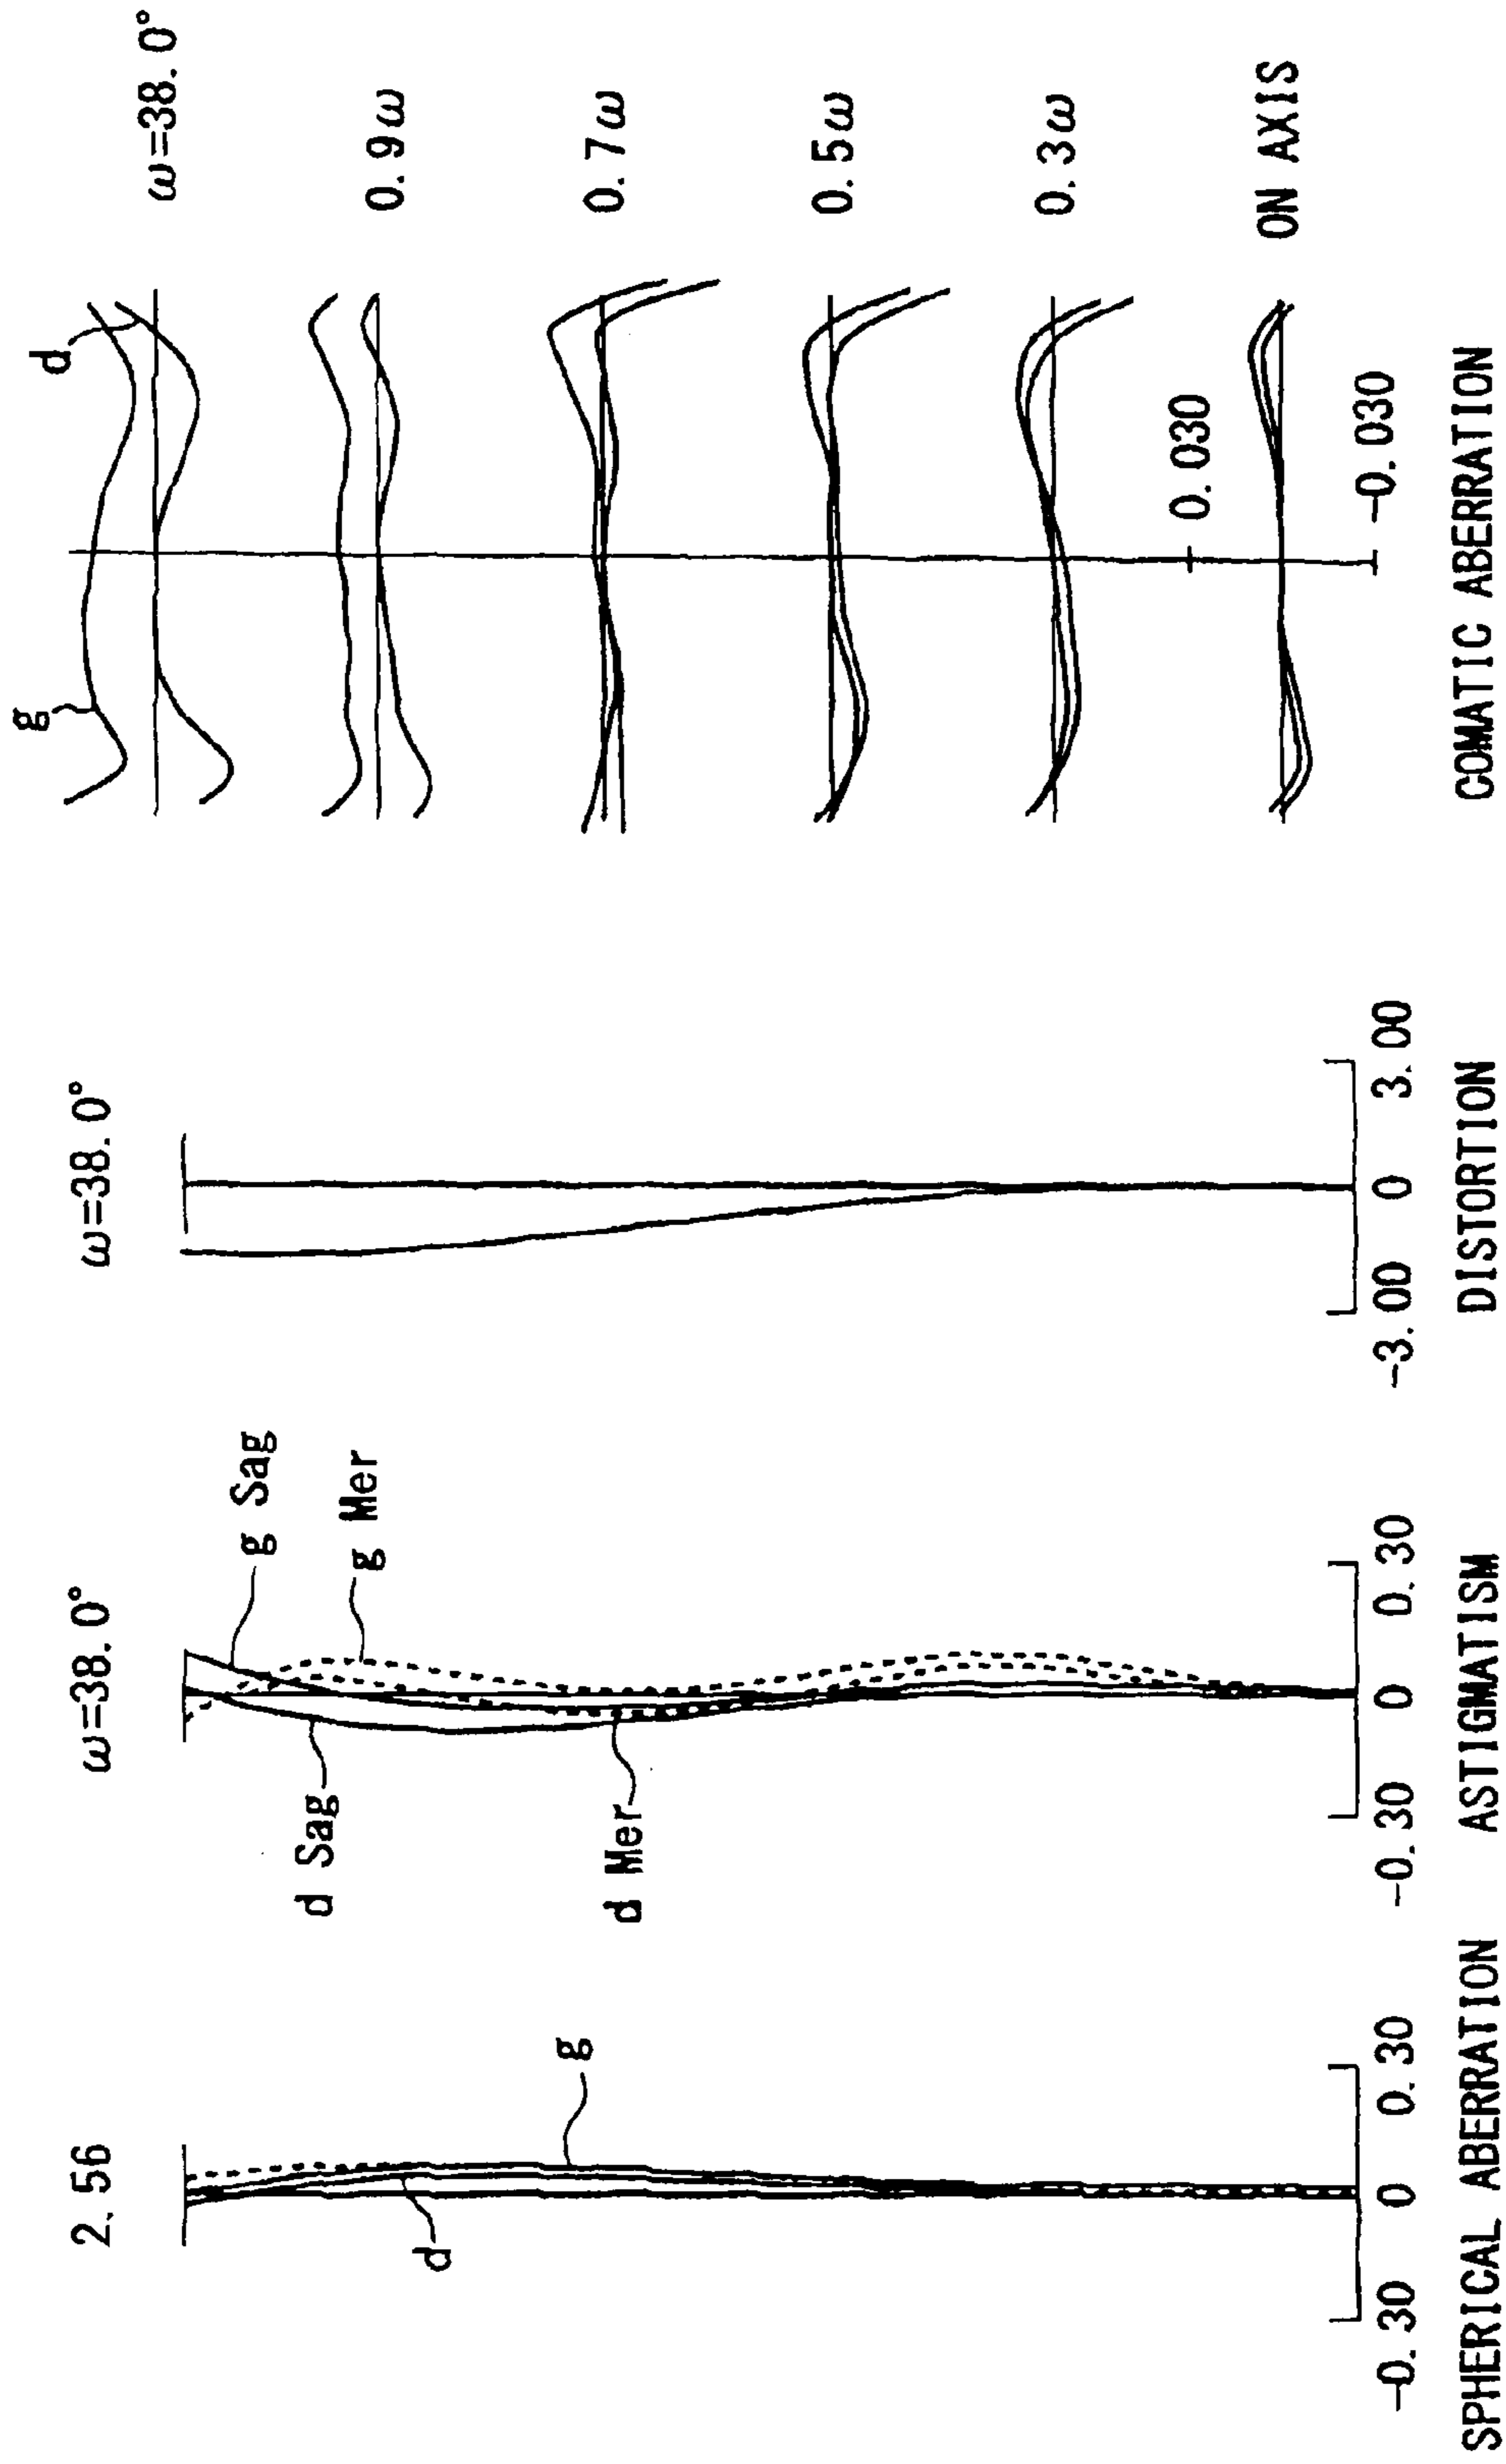 2.56
g
d
-0.30 0 0.30
SPHERICAL ABERRATION
ω=38.0°
g Sag
g Mer
d Sag
d Mer
-0.30 0 0.30
ASTIGMATISM
ω=38.0°
-3.00 0 3.00
DISTORTION
g
d
ω=38.0°
0.9ω
0.7ω
0.5ω
0.3ω
0.030
ON AXIS
-0.030
COMATIC ABERRATION